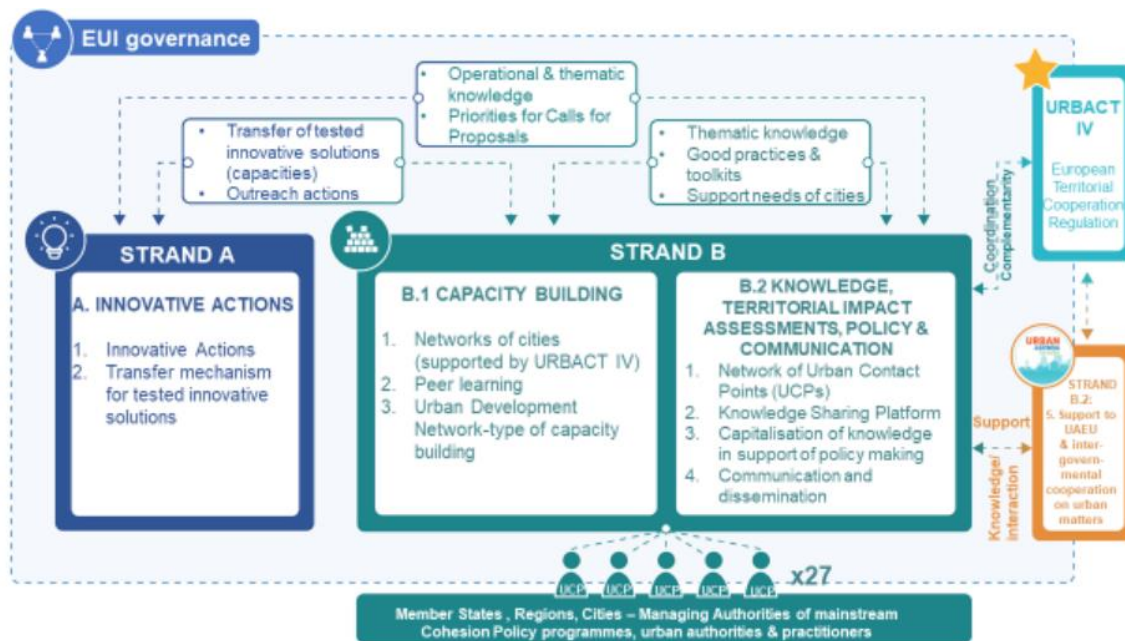 EUI governance
• Operational & thematic
knowledge
• Priorities for Calls for
Proposals
• Transfer of tested
innovative solutions
(capacities)
• Outreach actions
• Thematic knowledge
• Good practices &
toolkits
• Support needs of cities
URBACT
IV
European
Territorial
Cooperation
Regulation
Coordination
Complementarity
STRAND A
A. INNOVATIVE ACTIONS
1. Innovative Actions
2. Transfer mechanism
for tested innovative
solutions
STRAND B
B.1 CAPACITY BUILDING
1. Networks of cities
(supported by URBACT IV)
2. Peer learning
3. Urban Development
Network-type of capacity
building
B.2 KNOWLEDGE,
TERRITORIAL IMPACT
ASSESSMENTS, POLICY &
COMMUNICATION
1. Network of Urban Contact
Points (UCPs)
2. Knowledge Sharing Platform
3. Capitalisation of knowledge
in support of policy making
4. Communication and
dissemination
Support
Knowledge/
interaction
URBAN
STRAND
B.2:
5. Support to
UAEU
& inter-
govern-
mental
cooperation
on urban
matters
UCP UCP UCP UCP UCP
x27
Member States , Regions, Cities – Managing Authorities of mainstream
Cohesion Policy programmes, urban authorities & practitioners